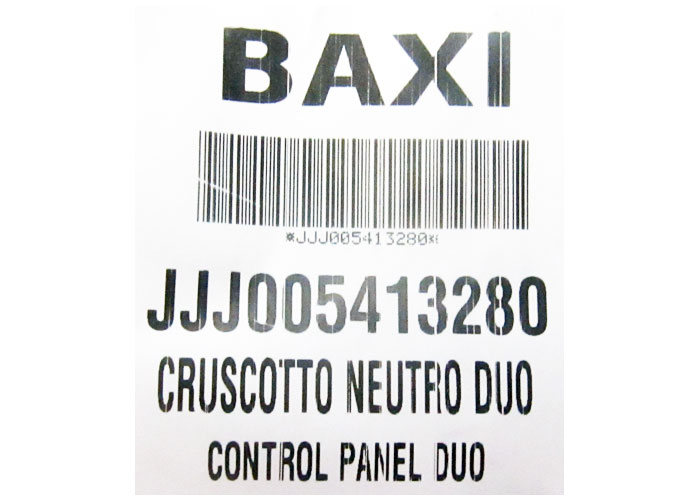 BAXI
*JJJ005413280*
JJJ005413280
CRUSCOTTO NEUTRO DUO
CONTROL PANEL DUO